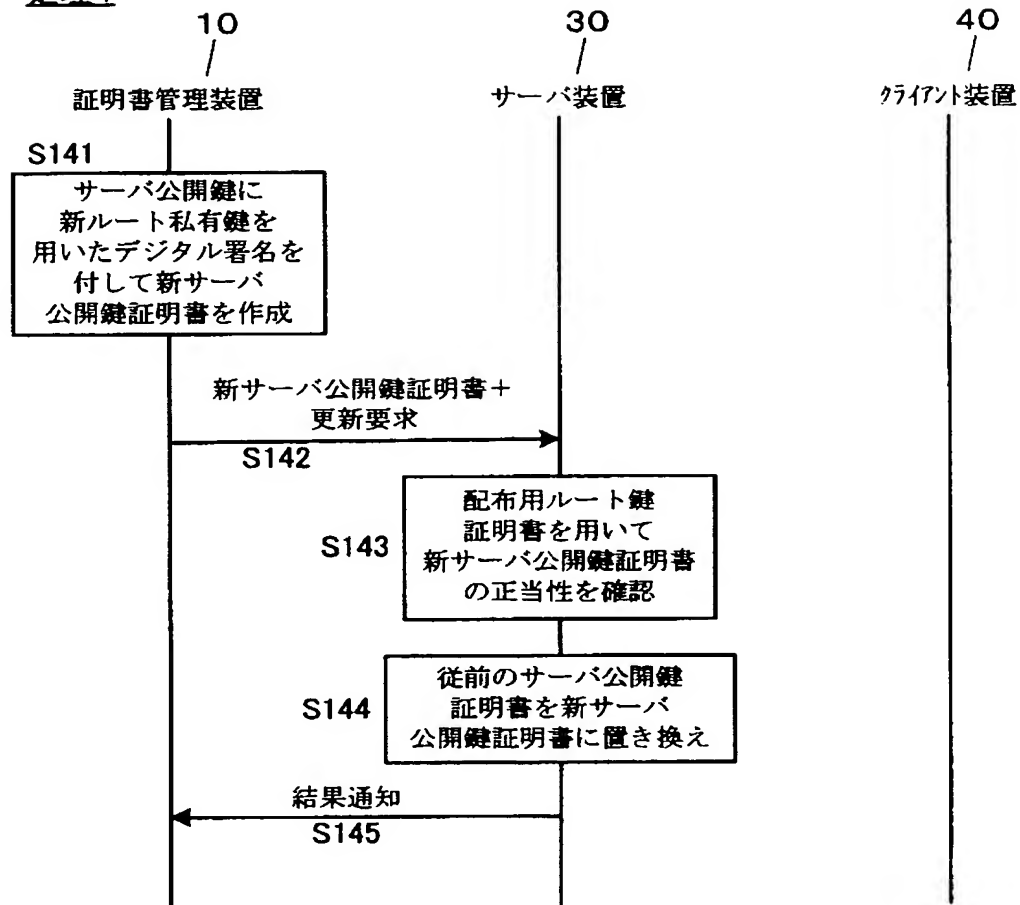 10
30
40
証明書管理装置
サーバ装置
クライアント装置
S141
サーバ公開鍵に
新ルート私有鍵を
用いたデジタル署名を
付して新サーバ
公開鍵証明書を作成
新サーバ公開鍵証明書+
更新要求
S142
S143
配布用ルート鍵
証明書を用いて
新サーバ公開鍵証明書
の正当性を確認
S144
従前のサーバ公開鍵
証明書を新サーバ
公開鍵証明書に置き換え
結果通知
S145